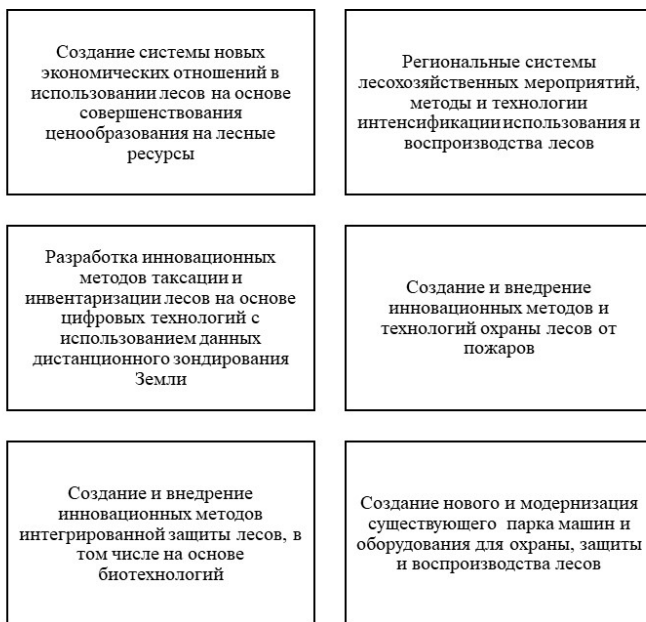 Создание системы новых
экономических отношений в
использовании лесов на основе
совершенствования
ценообразования на лесные
ресурсы
Региональные системы
лесохозяйственных мероприятий,
методы и технологии
интенсификации использования и
воспроизводства лесов
Разработка инновационных
методов таксации и
инвентаризации лесов на основе
цифровых технологий с
использованием данных
дистанционного зондирования
Земли
Создание и внедрение
инновационных методов и
технологий охраны лесов от
пожаров
Создание и внедрение
инновационных методов
интегрированной защиты лесов, в
том числе на основе
биотехнологий
Создание нового и модернизация
существующего парка машин и
оборудования для охраны, защиты
и воспроизводства лесов